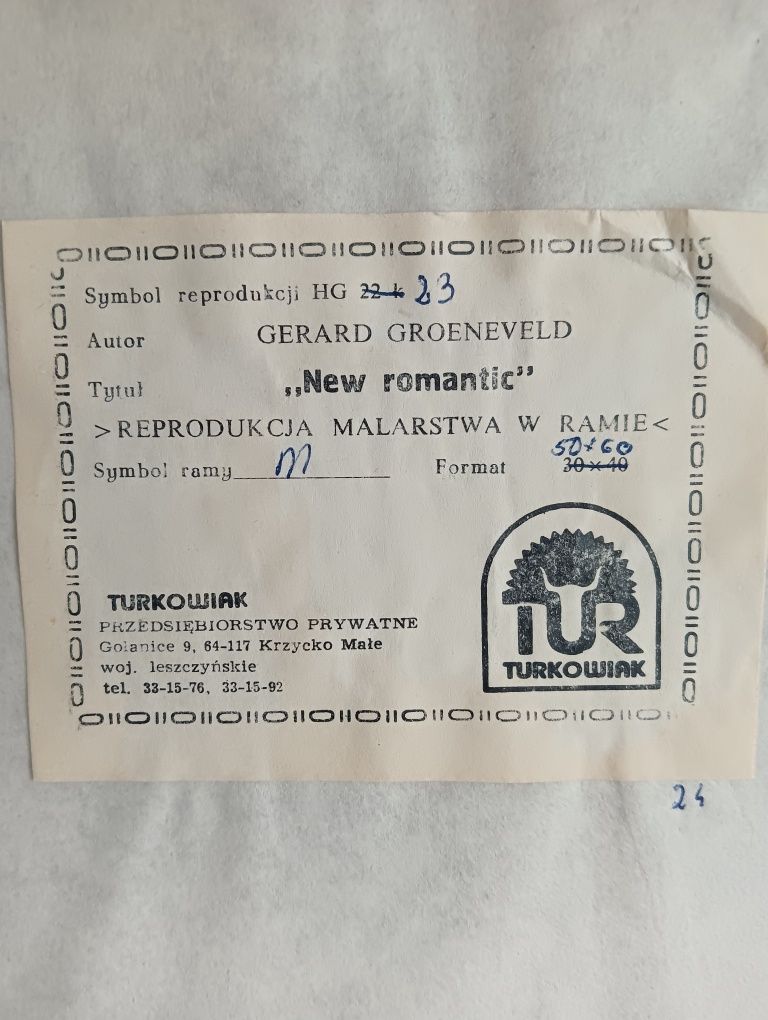 Symbol reprodukcji HG 22-k 23
Autor GERARD GROENEVELD
Tytuł „New romantic”
>REPRODUKCJA MALARSTWA W RAMIE<
Symbol ramy m Format 30 x 40 50x60
TURKOWIAK
PRZEDSIĘBIORSTWO PRYWATNE
Golanice 9, 64-117 Krzycko Małe
woj. leszczyńskie
tel. 33-15-76, 33-15-92
TUR
TURKOWIAK
24